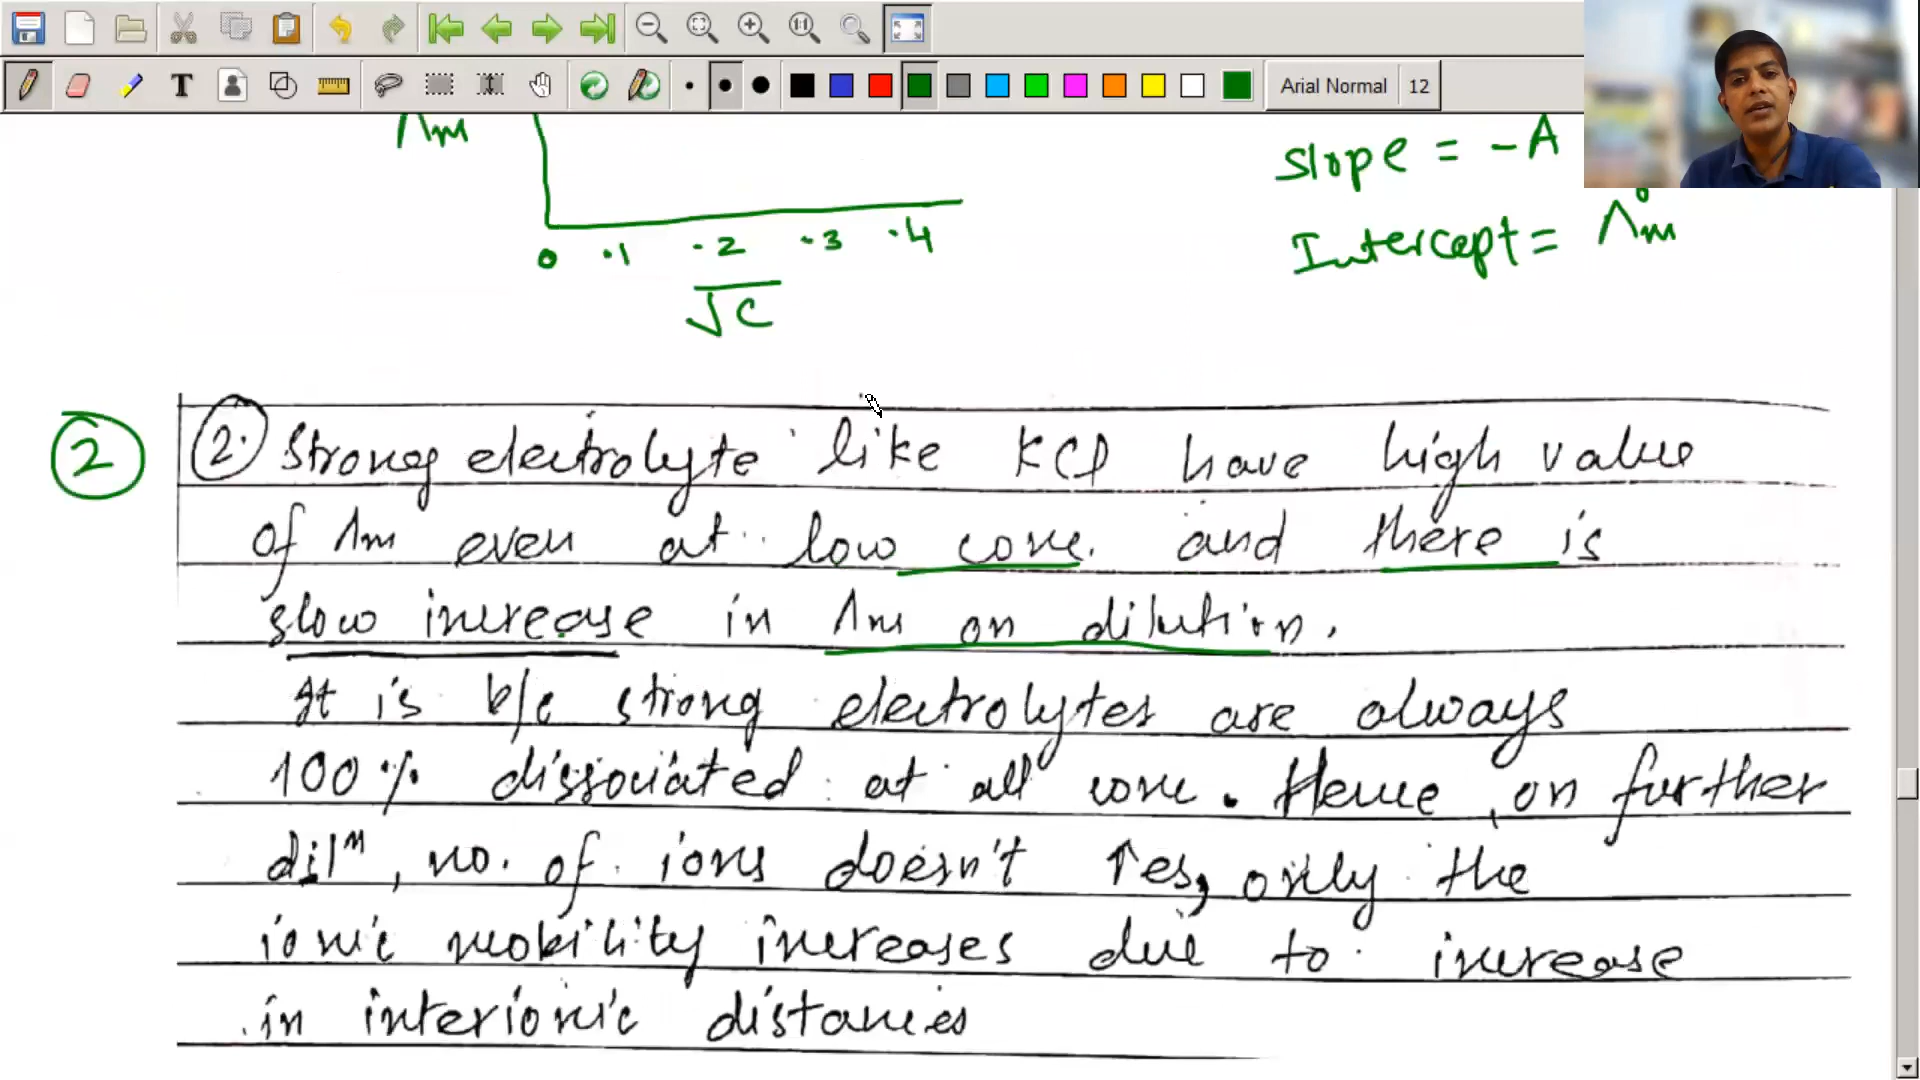 Arial Normal 12
Λm
0 .1 .2 .3 .4
√C
Slope = -A
Intercept = Λ°m
2
2. Strong electrolyte like KCl have high value
of Λm even at low conc. and there is
slow increase in Λm on dilution.
It is b/c strong electrolytes are always
100% dissociated at all conc. Hence, on further
dilⁿ, no. of ions doesn't ↑es, only the
ionic mobility increases due to increase
in interionic distances